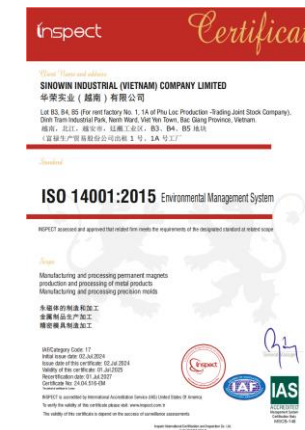 inspect
Certificat
Client Name and address
SINOWIN INDUSTRIAL (VIETNAM) COMPANY LIMITED
华荣实业（越南）有限公司
Lot B3, B4, B5 (For rent factory No. 1, 1A of Phu Loc Production -Trading Joint Stock Company),
Dinh Tram Industrial Park, Nenh Ward, Viet Yen Town, Bac Giang Province, Vietnam.
越南，北江，越安市，廷廊工业区，B3、B4、B5 地块
（富禄生产贸易股份公司出租 1 号、1A 号工厂
Standard
ISO 14001:2015 Environmental Management System
INSPECT assessed and approved that related firm meets the requirements of the designated standard at related scope
Scope
Manufacturing and processing permanent magnets
production and processing of metal products
Manufacturing and processing precision molds
永磁体的制造和加工
金属制品生产加工
精密模具制造加工
IAF/Category Code: 17
Initial issue date: 02.Jul.2024
Issue date of this certificate: 02.Jul.2024
Validity of this certificate: 01.Jul.2025
Recertification date: 01.Jul.2027
Certificate No: 24.04.316-EM
INSPECT is accredited by International Accreditation Service (IAS) United States Of America
To verify the validity of this certificate please visit: www.inspect.com.tr
The validity of this certificate is depend on the success of surveillance assessments
inspect
IAF
IAS
ACCREDITED